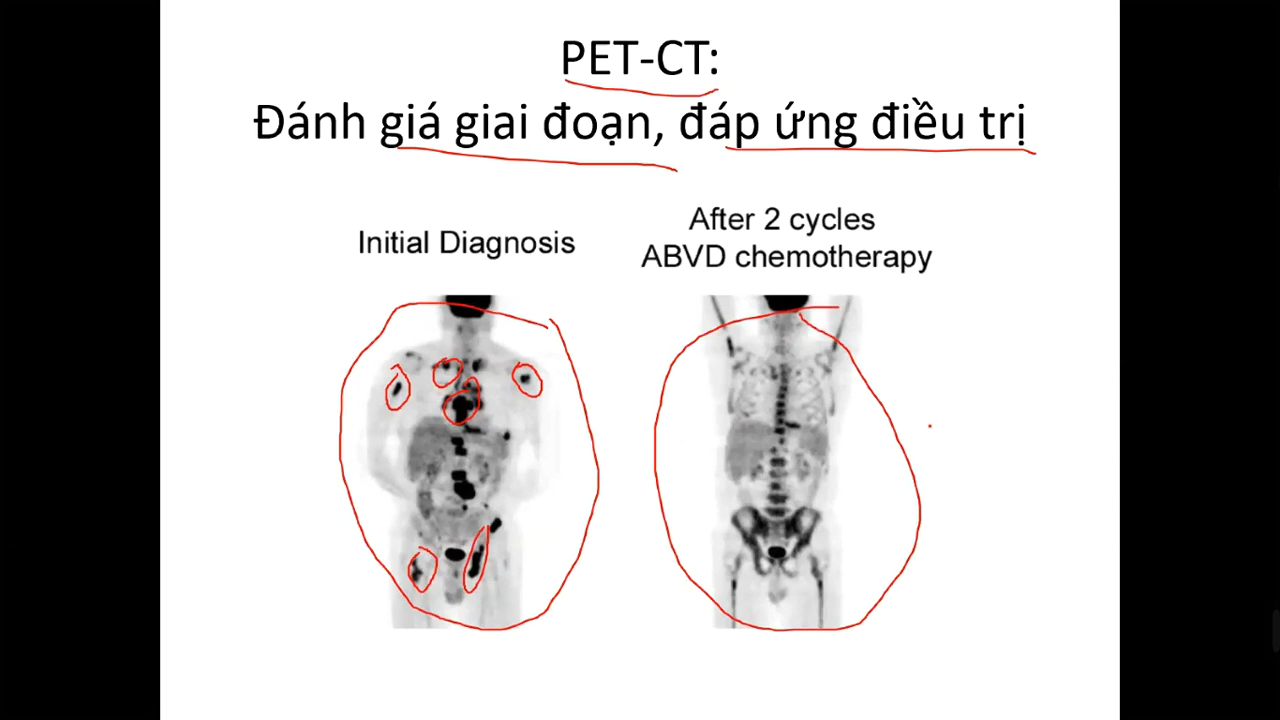 PET-CT:
Đánh giá giai đoạn, đáp ứng điều trị
Initial Diagnosis
After 2 cycles
ABVD chemotherapy